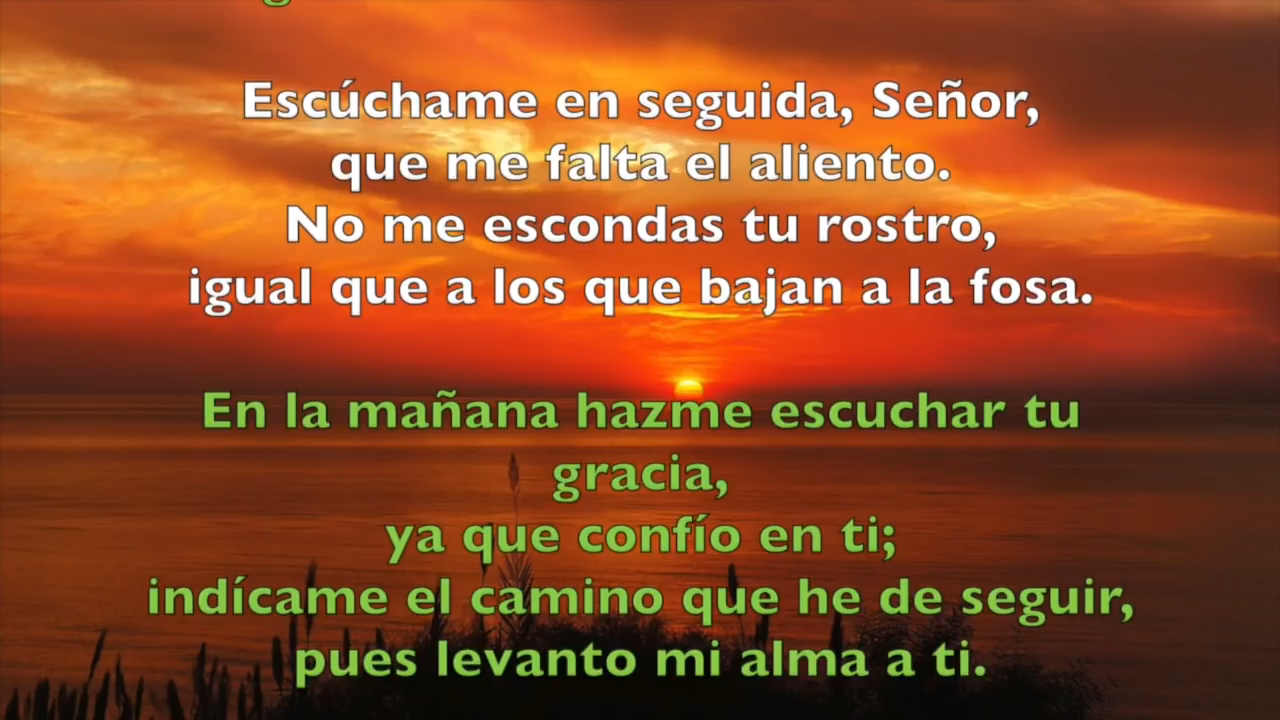 Escúchame en seguida, Señor,
que me falta el aliento.
No me escondas tu rostro,
igual que a los que bajan a la fosa.
En la mañana hazme escuchar tu
gracia,
ya que confío en ti;
indícame el camino que he de seguir,
pues levanto mi alma a ti.